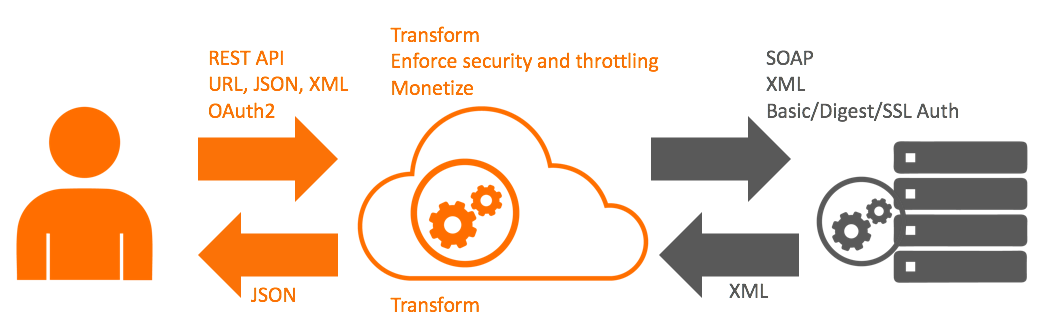 REST API
URL, JSON, XML
OAuth2
Transform
Enforce security and throttling
Monetize
SOAP
XML
Basic/Digest/SSL Auth
JSON
Transform
XML